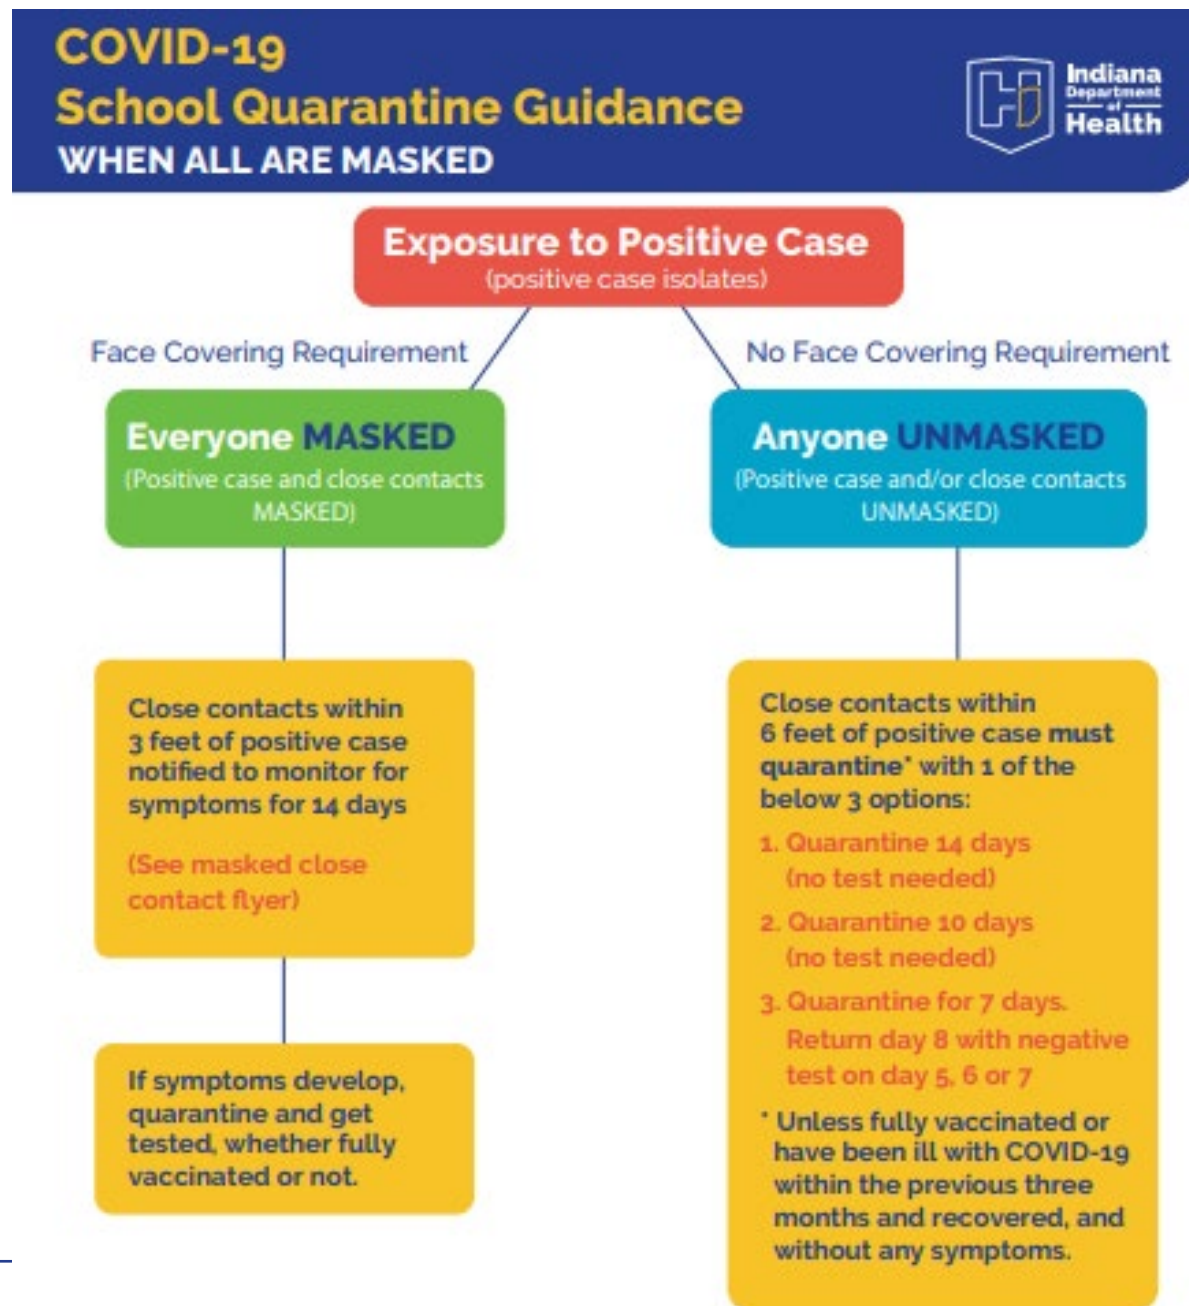 COVID-19
School Quarantine Guidance
WHEN ALL ARE MASKED
Indiana
Department
of
Health
Exposure to Positive Case
(positive case isolates)
Face Covering Requirement
No Face Covering Requirement
Everyone MASKED
(Positive case and close contacts
MASKED)
Anyone UNMASKED
(Positive case and/or close contacts
UNMASKED)
Close contacts within
3 feet of positive case
notified to monitor for
symptoms for 14 days
(See masked close
contact flyer)
If symptoms develop,
quarantine and get
tested, whether fully
vaccinated or not.
Close contacts within
6 feet of positive case must
quarantine* with 1 of the
below 3 options:
1. Quarantine 14 days
(no test needed)
2. Quarantine 10 days
(no test needed)
3. Quarantine for 7 days.
Return day 8 with negative
test on day 5, 6 or 7
* Unless fully vaccinated or
have been ill with COVID-19
within the previous three
months and recovered, and
without any symptoms.